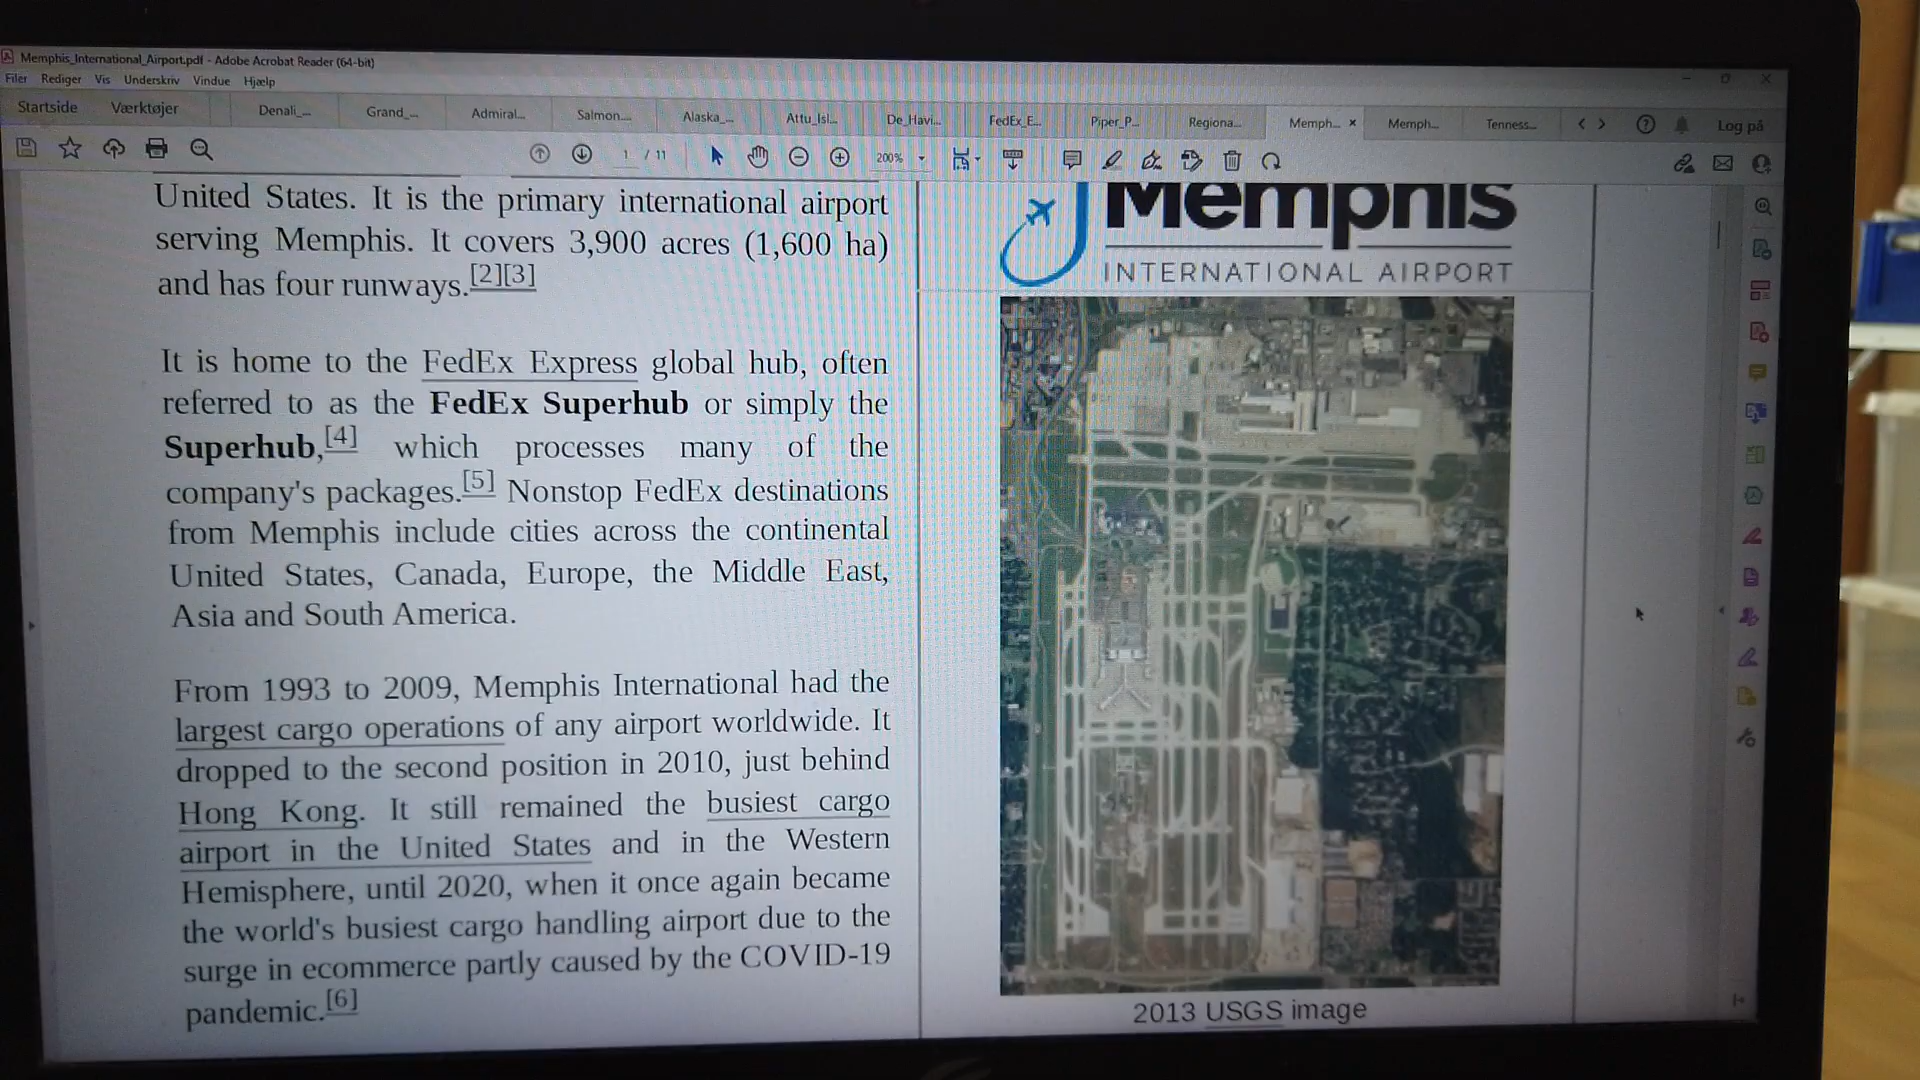 Memphis_International_Airport.pdf - Adobe Acrobat Reader (64-bit)
Filer Rediger Vis Underskriv Vindue Hjælp
Startside Værktøjer Denali_... Grand_... Admiral... Salmon.... Alaska_... Attu_Isl... De_Havi... FedEx_E... Piper_P... Regiona... Memph... × Memph... Tenness... Log på
1 / 11 200%
United States. It is the primary international airport
serving Memphis. It covers 3,900 acres (1,600 ha)
and has four runways.[2][3]
It is home to the FedEx Express global hub, often
referred to as the FedEx Superhub or simply the
Superhub,[4] which processes many of the
company's packages.[5] Nonstop FedEx destinations
from Memphis include cities across the continental
United States, Canada, Europe, the Middle East,
Asia and South America.
From 1993 to 2009, Memphis International had the
largest cargo operations of any airport worldwide. It
dropped to the second position in 2010, just behind
Hong Kong. It still remained the busiest cargo
airport in the United States and in the Western
Hemisphere, until 2020, when it once again became
the world's busiest cargo handling airport due to the
surge in ecommerce partly caused by the COVID-19
pandemic.[6]
Memphis
INTERNATIONAL AIRPORT
2013 USGS image